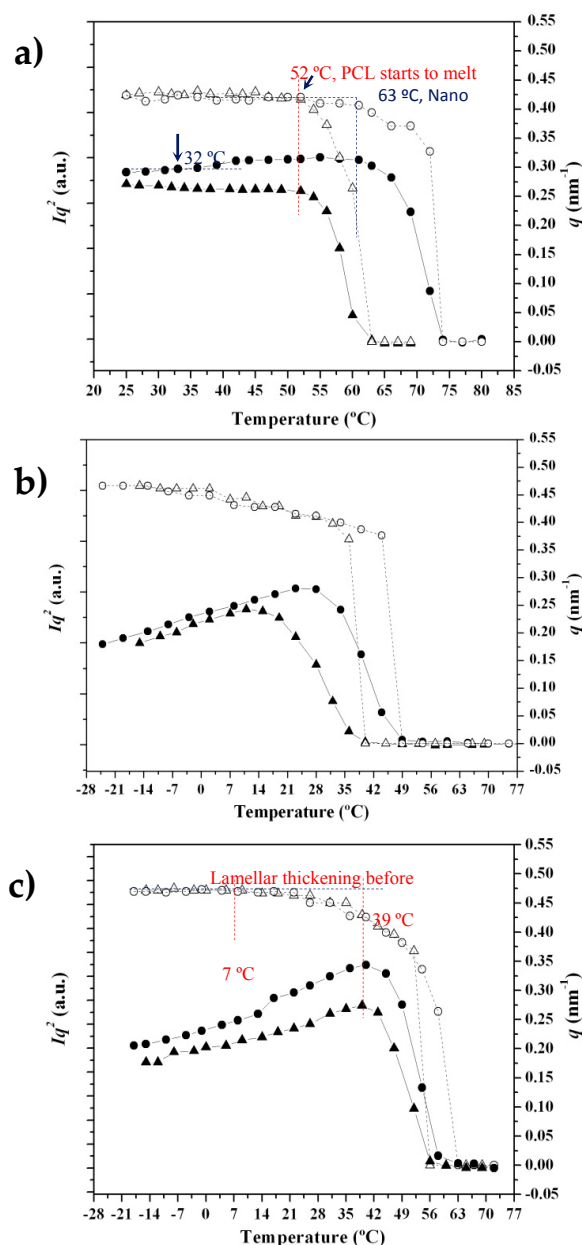 a)
52 ºC, PCL starts to melt
63 ºC, Nano
32 ºC
Iq² (a.u.)
q (nm⁻¹)
0.55
0.50
0.45
0.40
0.35
0.30
0.25
0.20
0.15
0.10
0.05
0.00
-0.05
20 25 30 35 40 45 50 55 60 65 70 75 80 85
Temperature (ºC)
b)
Iq² (a.u.)
q (nm⁻¹)
0.55
0.50
0.45
0.40
0.35
0.30
0.25
0.20
0.15
0.10
0.05
0.00
-0.05
-28 -21 -14 -7 0 7 14 21 28 35 42 49 56 63 70 77
Temperature (ºC)
c)
Lamellar thickening before
39 ºC
7 ºC
Iq² (a.u.)
q (nm⁻¹)
0.55
0.50
0.45
0.40
0.35
0.30
0.25
0.20
0.15
0.10
0.05
0.00
-0.05
-28 -21 -14 -7 0 7 14 21 28 35 42 49 56 63 70 77
Temperature (ºC)